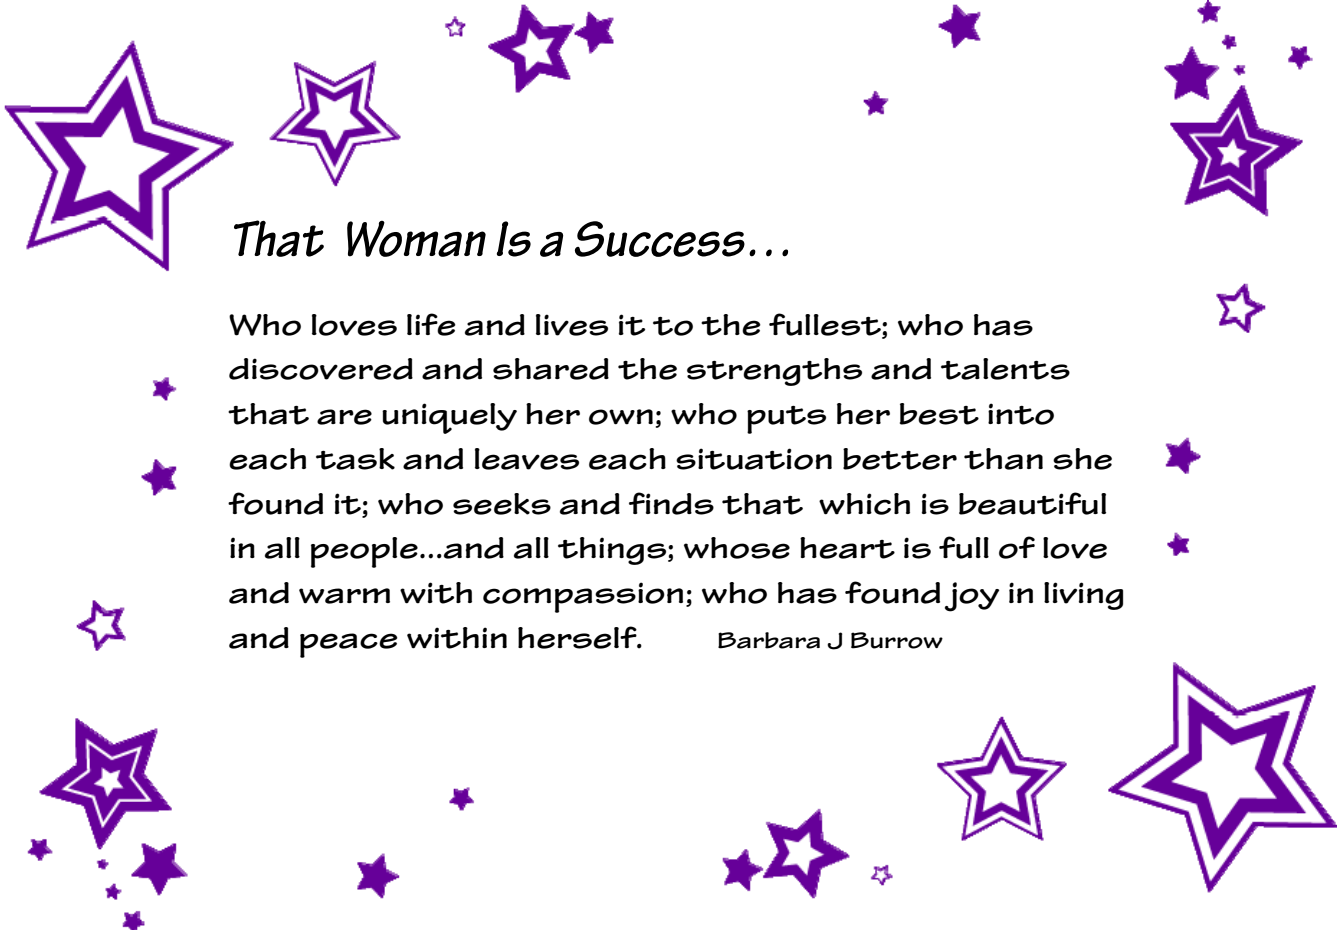 That Woman Is a Success...
Who loves life and lives it to the fullest; who has
discovered and shared the strengths and talents
that are uniquely her own; who puts her best into
each task and leaves each situation better than she
found it; who seeks and finds that which is beautiful
in all people...and all things; whose heart is full of love
and warm with compassion; who has found joy in living
and peace within herself. Barbara J Burrow